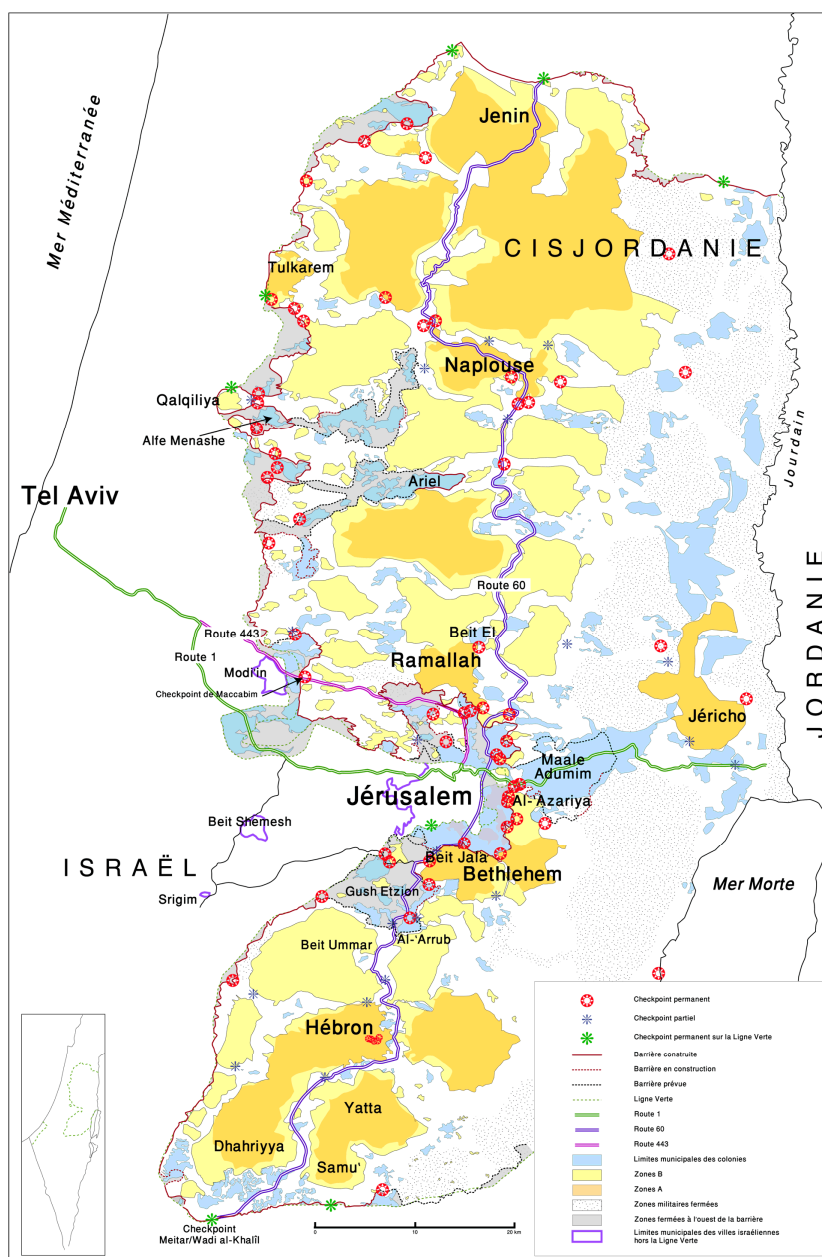 Mer Méditerranée
Jenin
CISJORDANIE
Tulkarem
Naplouse
Qalqiliya
Alfe Menashe
Jourdain
Ariel
Tel Aviv
Route 60
JORDANIE
Route 443
Beit El
Route 1
Ramallah
Modi'in
Checkpoint de Maccabim
Jéricho
Maale
Adumim
Jérusalem
Al-'Azariya
Beit Shemesh
Beit Jala
ISRAËL
Bethlehem
Gush Etzion
Mer Morte
Srigim
Al-'Arrub
Beit Ummar
Hébron
Yatta
Dhahriyya
Samu'
Checkpoint
Meitar/Wadi al-Khalîl
0 10 20 km
Checkpoint permanent
Checkpoint partiel
Checkpoint permanent sur la Ligne Verte
Barrière construite
Barrière en construction
Barrière prévue
Ligne Verte
Route 1
Route 60
Route 443
Limites municipales des colonies
Zones B
Zones A
Zones militaires fermées
Zones fermées à l'ouest de la barrière
Limites municipales des villes israéliennes
hors la Ligne Verte